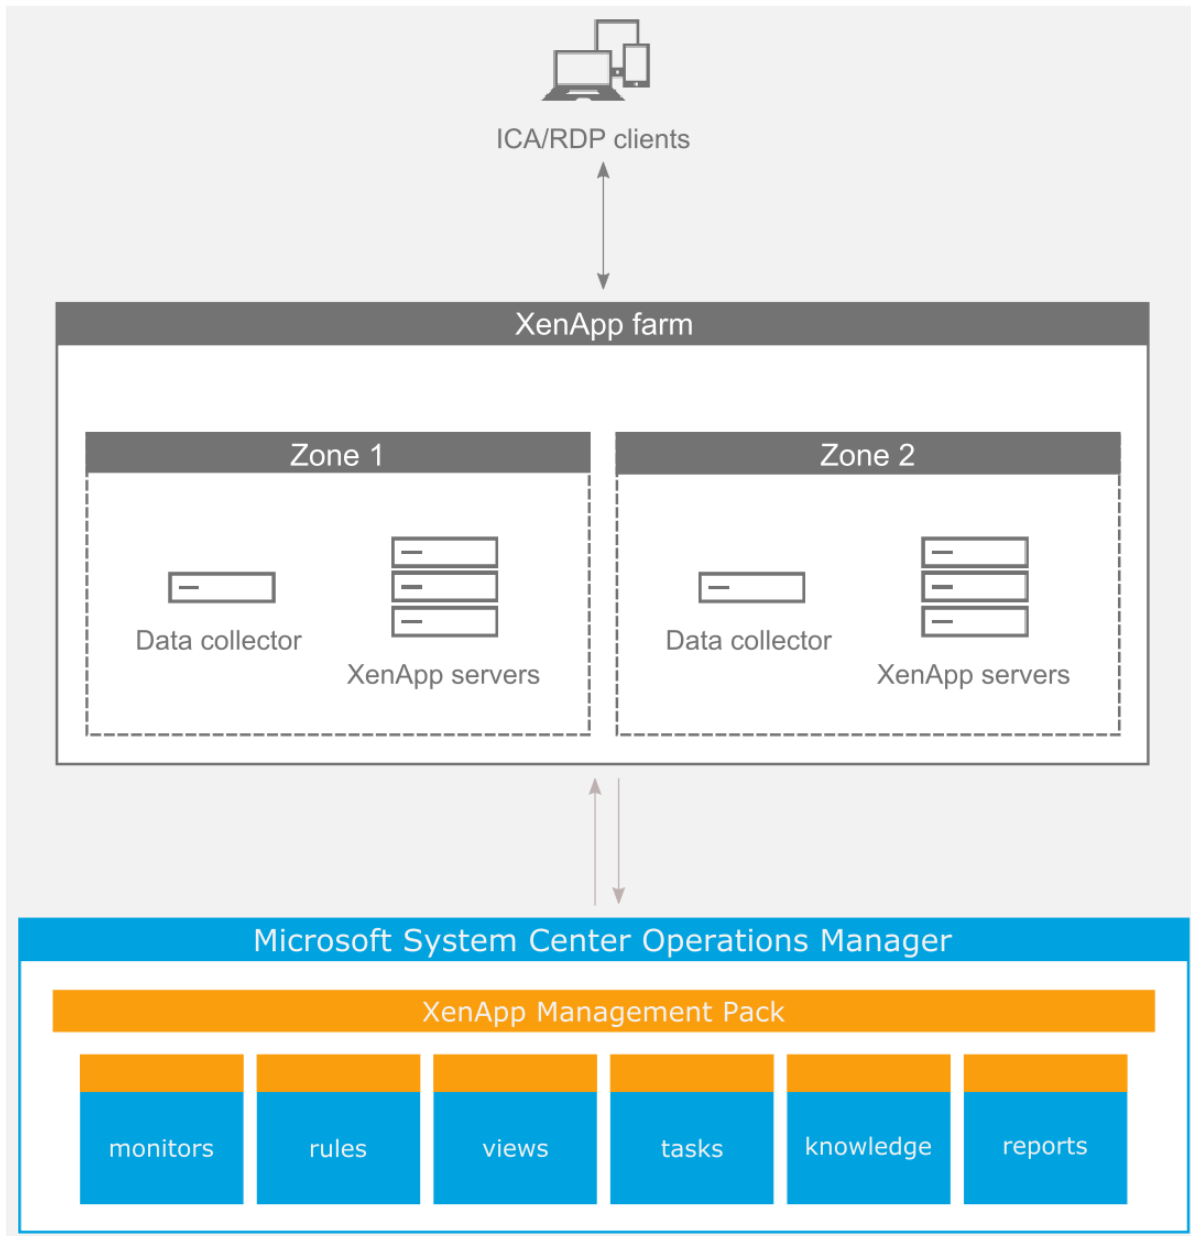 ICA/RDP clients
XenApp farm
Zone 1
Zone 2
Data collector
XenApp servers
Data collector
XenApp servers
Microsoft System Center Operations Manager
XenApp Management Pack
monitors
rules
views
tasks
knowledge
reports